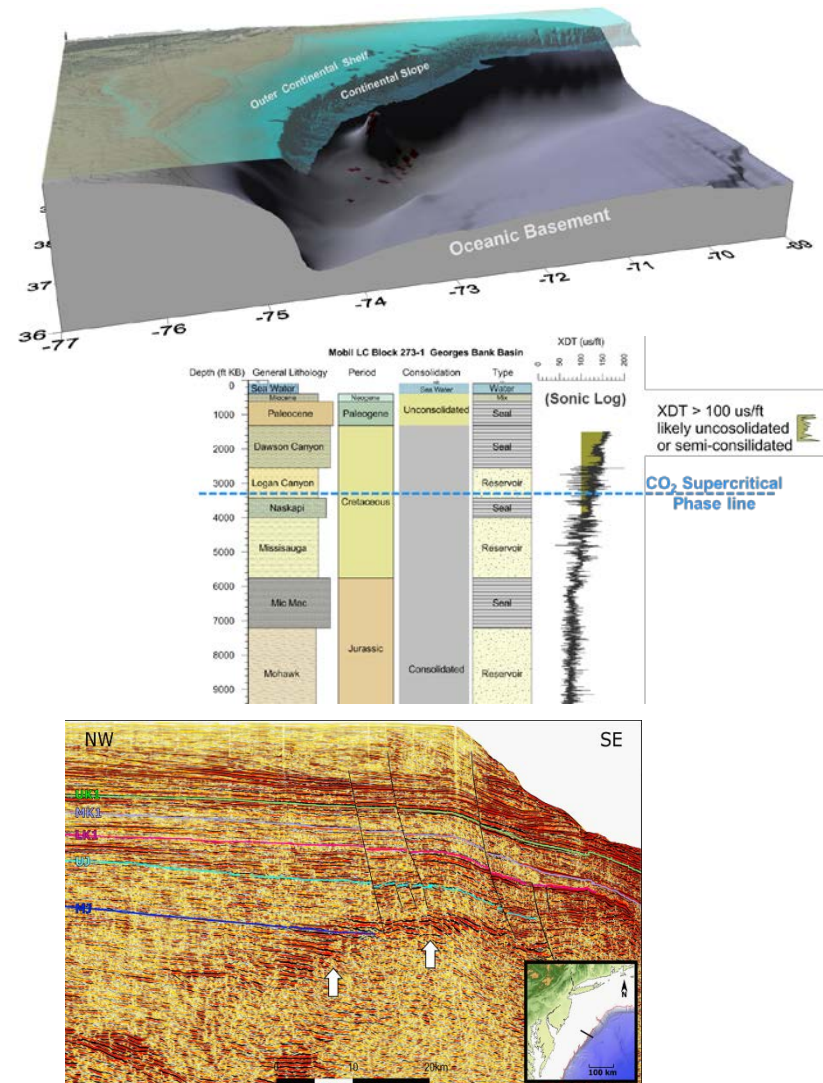 Outer Continental Shelf
Continental Slope
Oceanic Basement
37
36
-77
-76
-75
-74
-73
-72
-71
-70
-69
Mobil LC Block 273-1 Georges Bank Basin
XDT (us/ft)
0 50 100 150 200
Depth (ft KB) General Lithology Period Consolidation Type
(Sonic Log)
0 Sea Water Sea Water Water
Miocene Neogene Mix
1000 Paleocene Paleogene Unconsolidated Seal
XDT > 100 us/ft
likely uncosolidated
or semi-consilidated
2000 Dawson Canyon Seal
3000 Logan Canyon Reservoir
CO2 Supercritical
Phase line
Naskapi Cretaceous Seal
4000
Missisauga Reservoir
5000
6000
Mic Mac Seal
7000
Jurassic
8000
Mohawk Consolidated Reservoir
9000
NW SE
UK1
MK1
LK1
UJ
MJ
N
0 10 20km
100 km